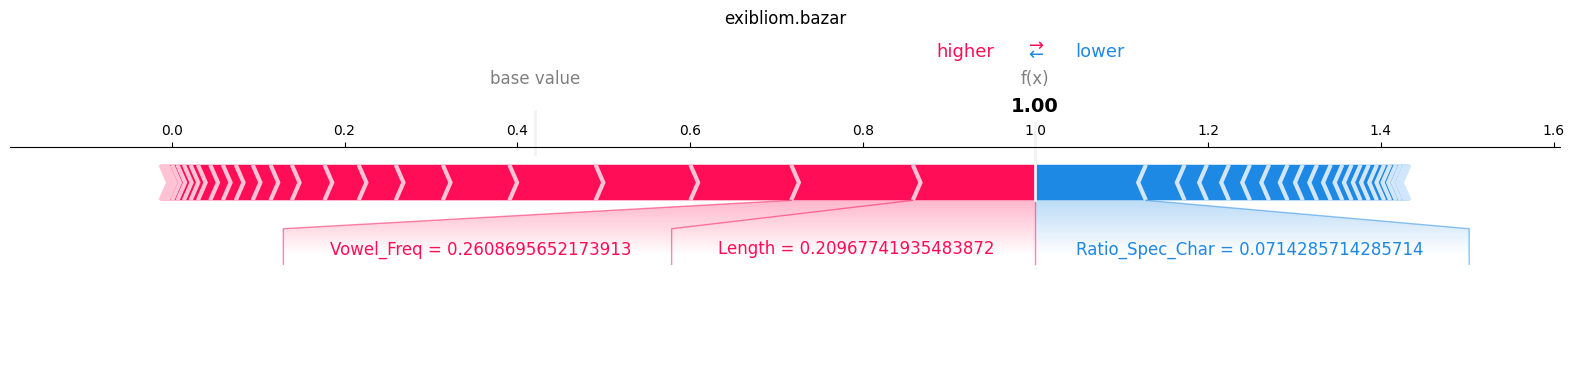 exibliom.bazar
higher → lower
←
base value f(x)
1.00
0.0 0.2 0.4 0.6 0.8 1.0 1.2 1.4 1.6
Vowel_Freq = 0.2608695652173913 Length = 0.20967741935483872 Ratio_Spec_Char = 0.0714285714285714